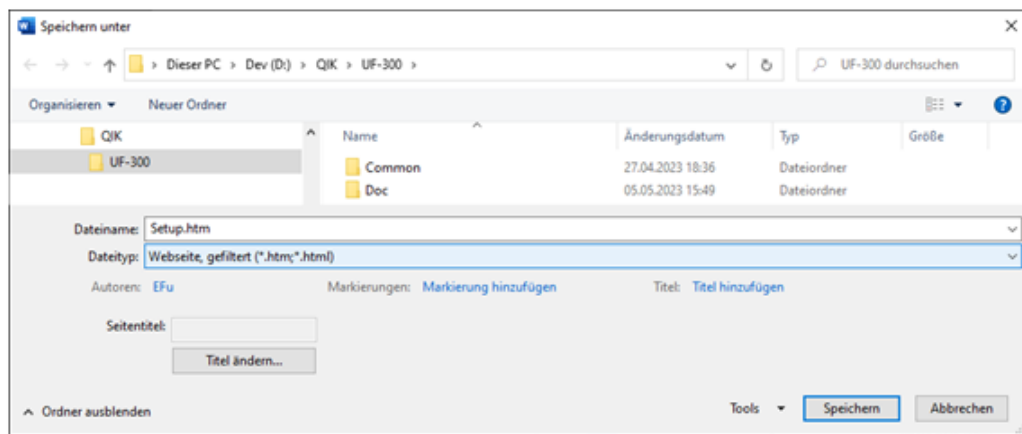 Speichern unter
Dieser PC > Dev (D:) > QIK > UF-300 >
UF-300 durchsuchen
Organisieren
Neuer Ordner
QIK
UF-300
Name Änderungsdatum Typ Größe
Common 27.04.2023 18:36 Dateiordner
Doc 05.05.2023 15:49 Dateiordner
Dateiname: Setup.htm
Dateityp: Webseite, gefiltert (*.htm;*.html)
Autoren: EFu Markierungen: Markierung hinzufügen Titel: Titel hinzufügen
Seitentitel:
Titel ändern...
Ordner ausblenden
Tools Speichern Abbrechen